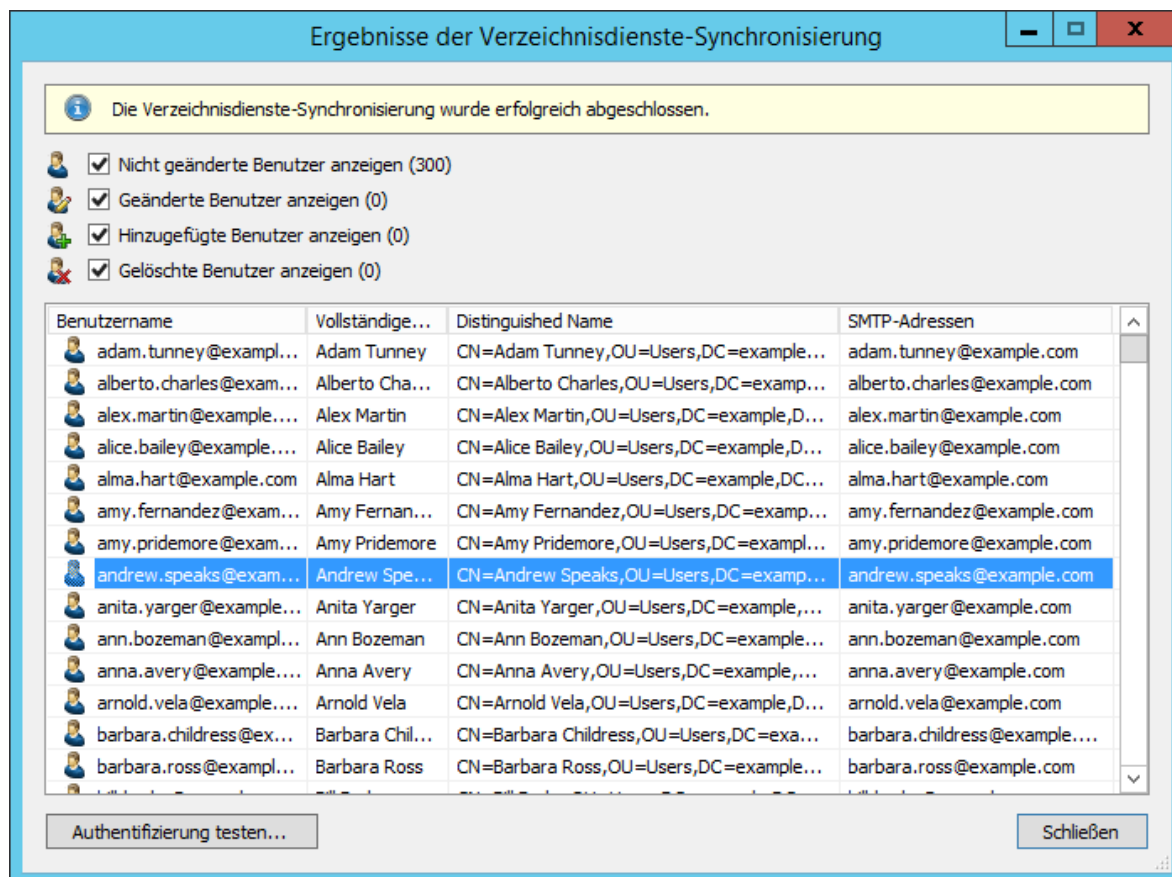 Ergebnisse der Verzeichnisdienste-Synchronisierung
Die Verzeichnisdienste-Synchronisierung wurde erfolgreich abgeschlossen.
Nicht geänderte Benutzer anzeigen (300)
Geänderte Benutzer anzeigen (0)
Hinzugefügte Benutzer anzeigen (0)
Gelöschte Benutzer anzeigen (0)
Benutzername Vollständige... Distinguished Name SMTP-Adressen
adam.tunney@exampl... Adam Tunney CN=Adam Tunney,OU=Users,DC=example... adam.tunney@example.com
alberto.charles@exam... Alberto Cha... CN=Alberto Charles,OU=Users,DC=examp... alberto.charles@example.com
alex.martin@example.... Alex Martin CN=Alex Martin,OU=Users,DC=example,D... alex.martin@example.com
alice.bailey@example.... Alice Bailey CN=Alice Bailey,OU=Users,DC=example,D... alice.bailey@example.com
alma.hart@example.com Alma Hart CN=Alma Hart,OU=Users,DC=example,DC... alma.hart@example.com
amy.fernandez@exam... Amy Fernan... CN=Amy Fernandez,OU=Users,DC=examp... amy.fernandez@example.com
amy.pridemore@exam... Amy Pridemore CN=Amy Pridemore,OU=Users,DC=exampl... amy.pridemore@example.com
andrew.speaks@exam... Andrew Spe... CN=Andrew Speaks,OU=Users,DC=examp... andrew.speaks@example.com
anita.yarger@example... Anita Yarger CN=Anita Yarger,OU=Users,DC=example,... anita.yarger@example.com
ann.bozeman@exampl... Ann Bozeman CN=Ann Bozeman,OU=Users,DC=example,... ann.bozeman@example.com
anna.avery@example.... Anna Avery CN=Anna Avery,OU=Users,DC=example,... anna.avery@example.com
arnold.vela@example.... Arnold Vela CN=Arnold Vela,OU=Users,DC=example,D... arnold.vela@example.com
barbara.childress@ex... Barbara Chil... CN=Barbara Childress,OU=Users,DC=exa... barbara.childress@example....
barbara.ross@exampl... Barbara Ross CN=Barbara Ross,OU=Users,DC=example... barbara.ross@example.com
Authentifizierung testen... Schließen